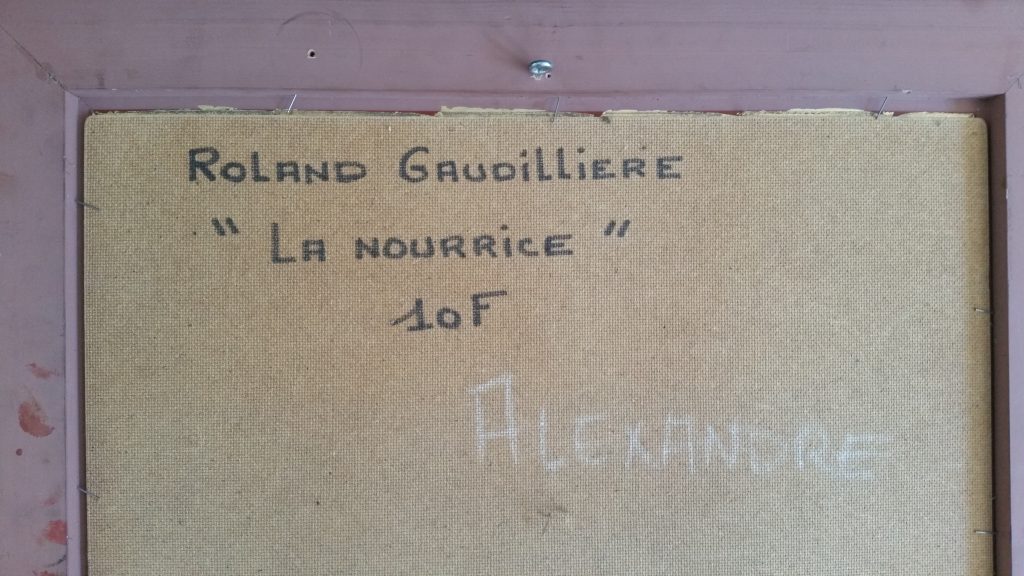 ROLAND GAUDILLIERE
" LA NOURRICE "
10F
ALEXANDRE